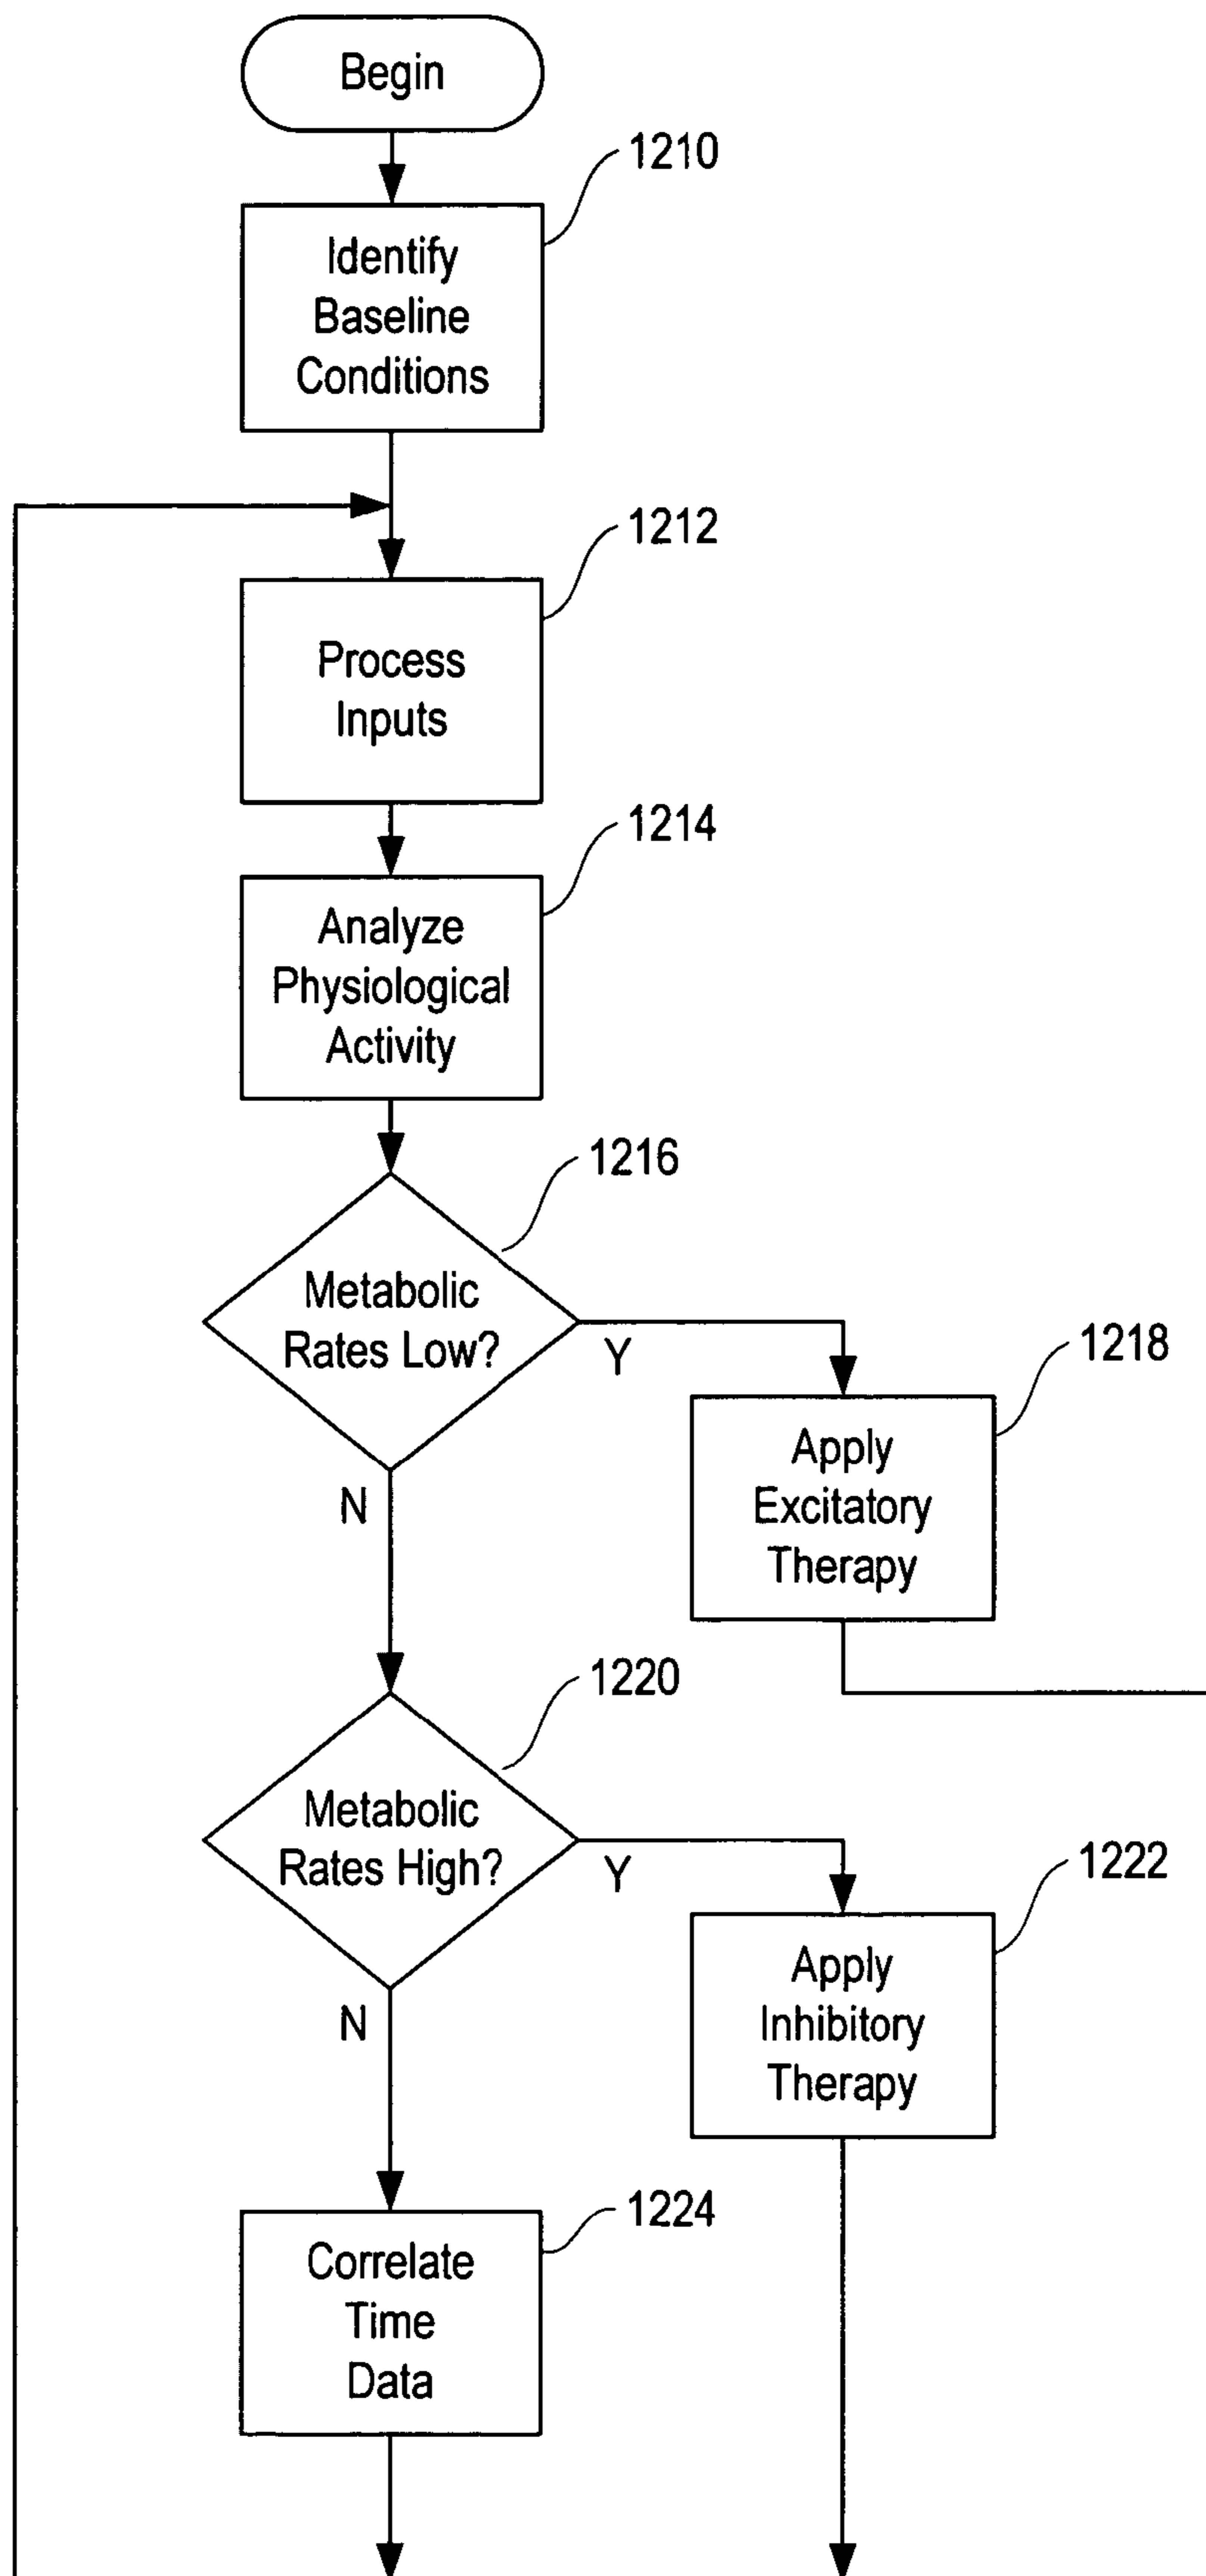 Begin
1210
Identify
Baseline
Conditions
1212
Process
Inputs
1214
Analyze
Physiological
Activity
1216
Metabolic
Rates Low?
Y
1218
Apply
Excitatory
Therapy
N
1220
Metabolic
Rates High?
Y
1222
Apply
Inhibitory
Therapy
N
1224
Correlate
Time
Data